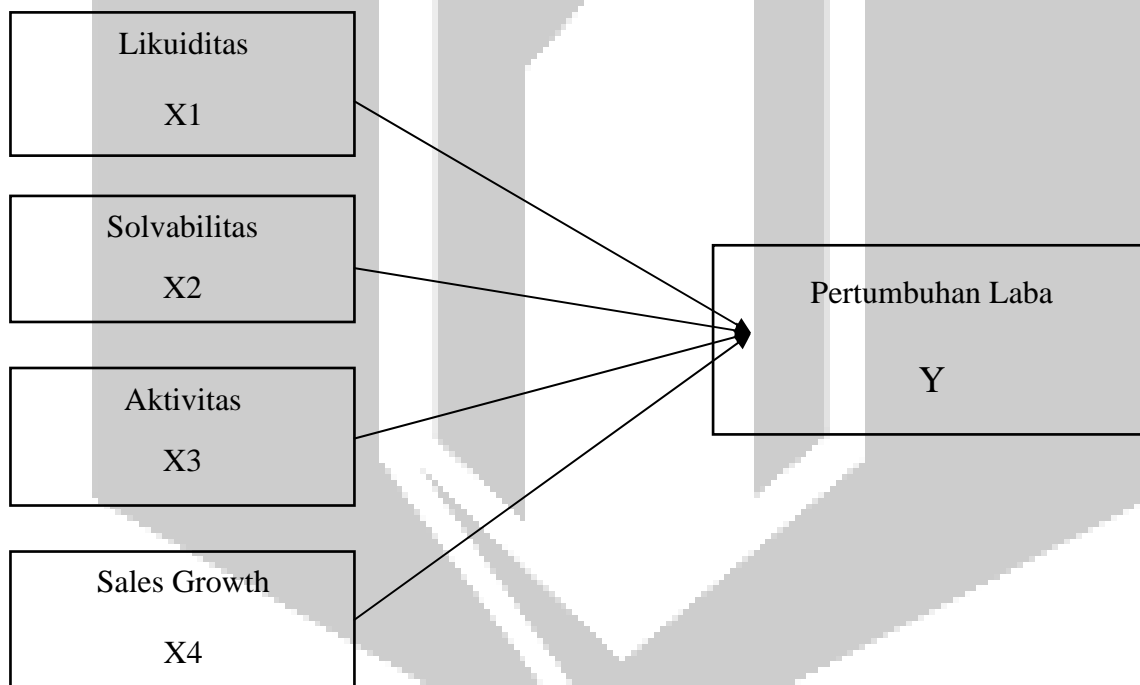 Likuiditas
X1
Solvabilitas
X2
Aktivitas
X3
Sales Growth
X4
Pertumbuhan Laba
Y